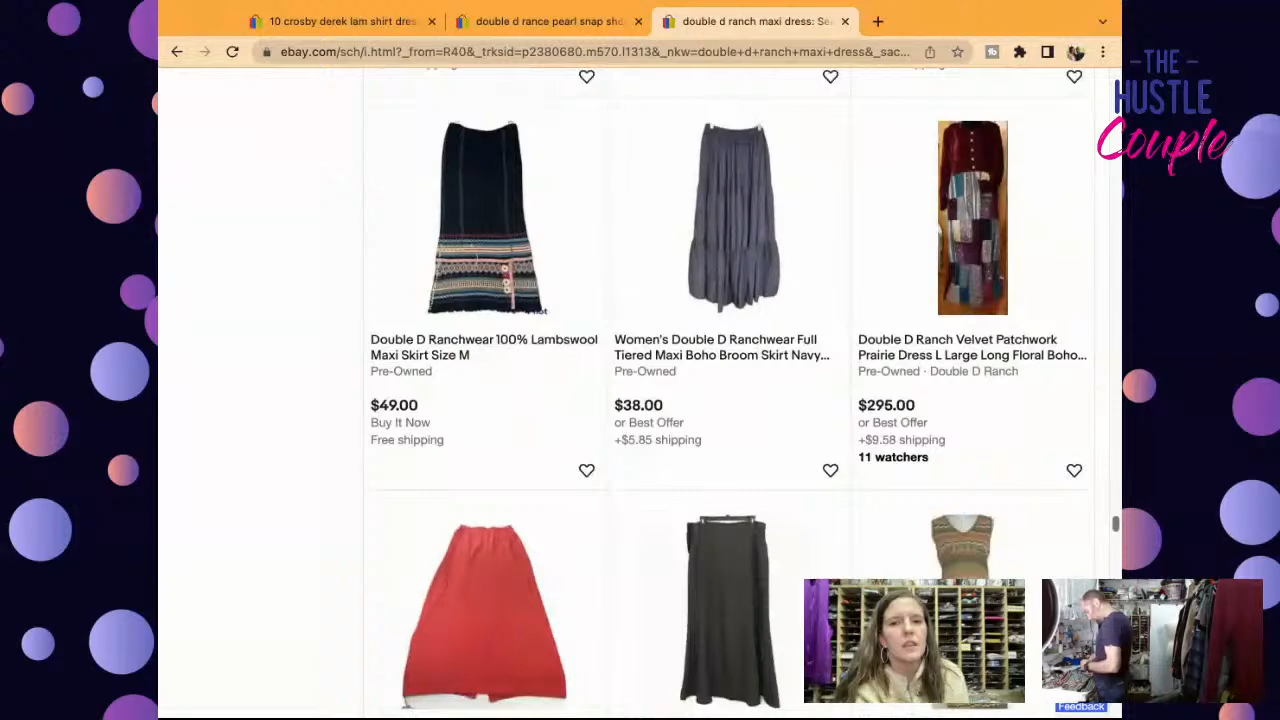 10 crosby derek lam shirt dres
double d rance pearl snap sho
double d ranch maxi dress: Se
ebay.com/sch/i.html?_from=R40&_trksid=p2380680.m570.l1313&_nkw=double+d+ranch+maxi+dress&_sac...
-THE-
HUSTLE
Couple
Double D Ranchwear 100% Lambswool
Maxi Skirt Size M
Pre-Owned
$49.00
Buy It Now
Free shipping
Women's Double D Ranchwear Full
Tiered Maxi Boho Broom Skirt Navy...
Pre-Owned
$38.00
or Best Offer
+$5.85 shipping
Double D Ranch Velvet Patchwork
Prairie Dress L Large Long Floral Boho...
Pre-Owned · Double D Ranch
$295.00
or Best Offer
+$9.58 shipping
11 watchers
Feedback